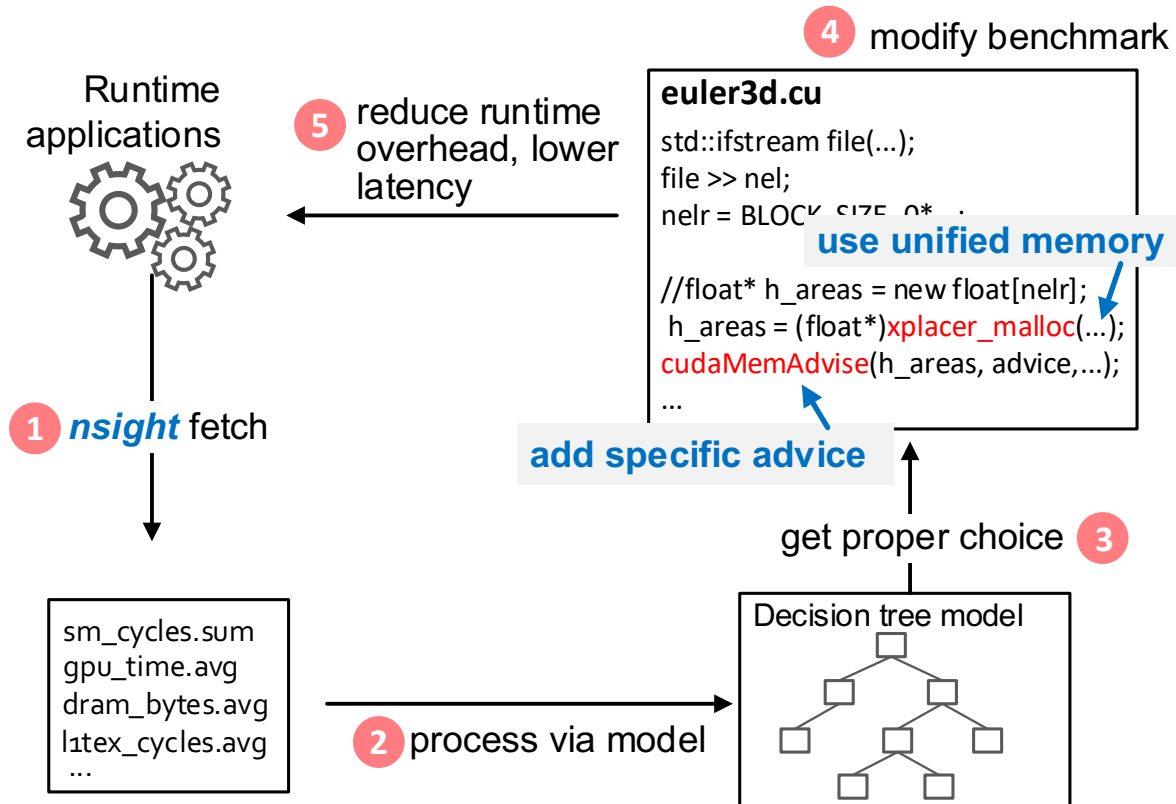 4 modify benchmark
Runtime
applications
5 reduce runtime
overhead, lower
latency
euler3d.cu
std::ifstream file(...);
file >> nel;
nelr = BLOCK_SIZE_0*...;
use unified memory
//float* h_areas = new float[nelr];
h_areas = (float*)xplacer_malloc(...);
cudaMemAdvise(h_areas, advice,...);
...
add specific advice
1 nsight fetch
get proper choice 3
sm_cycles.sum
gpu_time.avg
dram_bytes.avg
l1tex_cycles.avg
...
2 process via model
Decision tree model